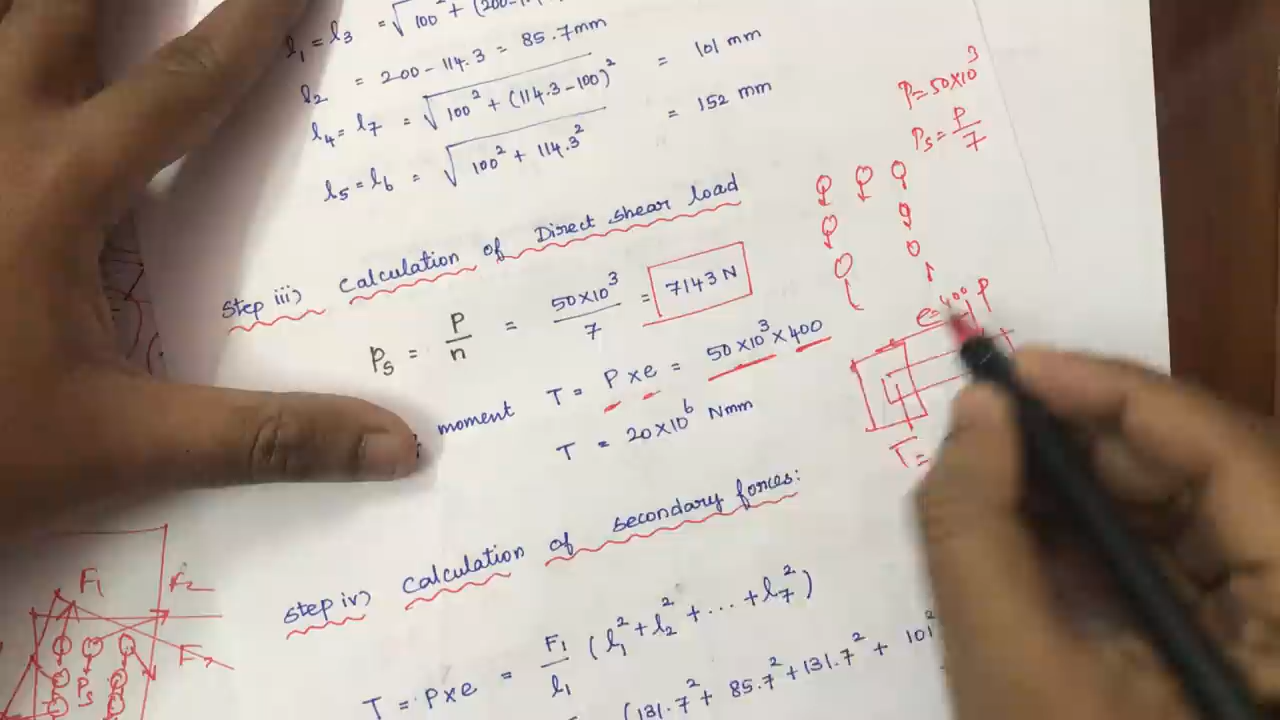 l₁ = l₃ = √100² + (200-
l₂ = 200 - 114.3 = 85.7mm
l₄ = l₇ = √100² + (114.3-100)² = 101 mm
l₅ = l₆ = √100² + 114.3² = 152 mm
P=50×10³
Ps = P/7
Step iii) Calculation of Direct shear load
Ps = P/n = 50×10³/7 = 7143 N
moment T = P×e = 50×10³ × 400
T = 20×10⁶ Nmm
e=400 P
T=
Step iv) Calculation of secondary forces:
T = P×e = F₁/l₁ (l₁² + l₂² + ... + l₇²)
(131.7² + 85.7² + 131.7² + 101²
F₁ F₂
F₃
Ps